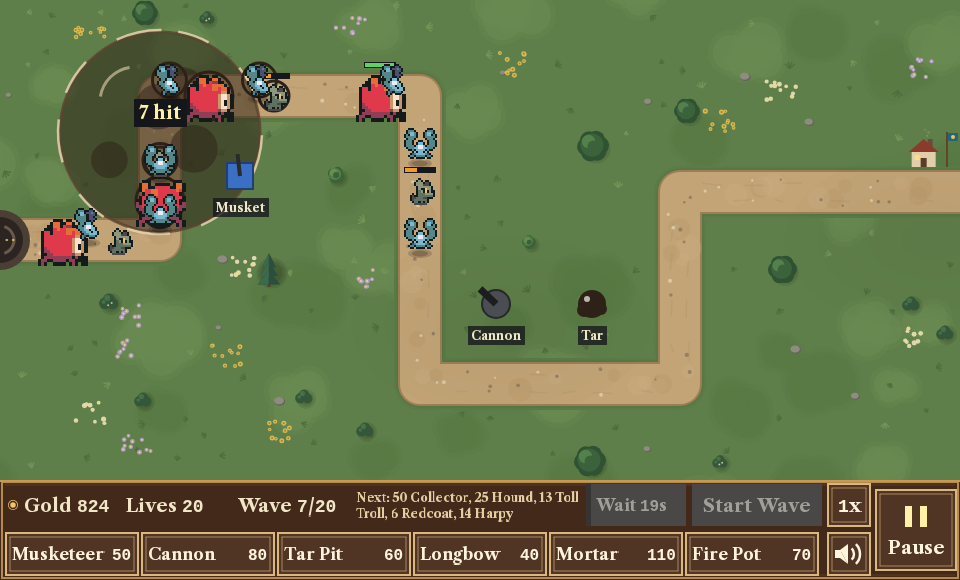 7 hit
Musket
Cannon
Tar
Gold 824
Lives 20
Wave 7/20
Next: 50 Collector, 25 Hound, 13 Toll
Troll, 6 Redcoat, 14 Harpy
Wait 19s
Start Wave
1x
Pause
Musketeer 50
Cannon 80
Tar Pit 60
Longbow 40
Mortar 110
Fire Pot 70